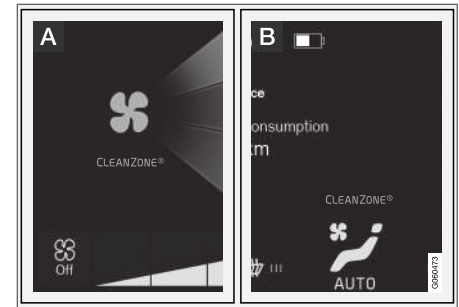 A
CLEANZONE®
Off
B
ce
onsumption
km
CLEANZONE®
AUTO
G060473